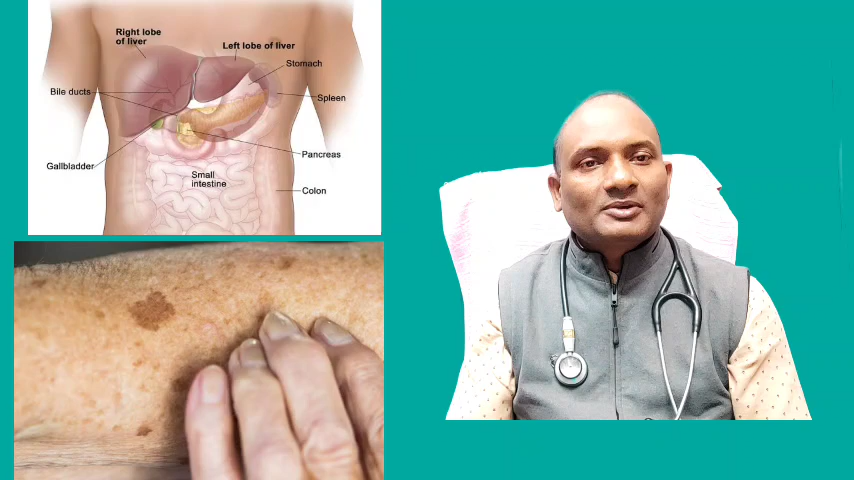 Right lobe
of liver
Left lobe of liver
Stomach
Bile ducts
Spleen
Pancreas
Gallbladder
Small
intestine
Colon